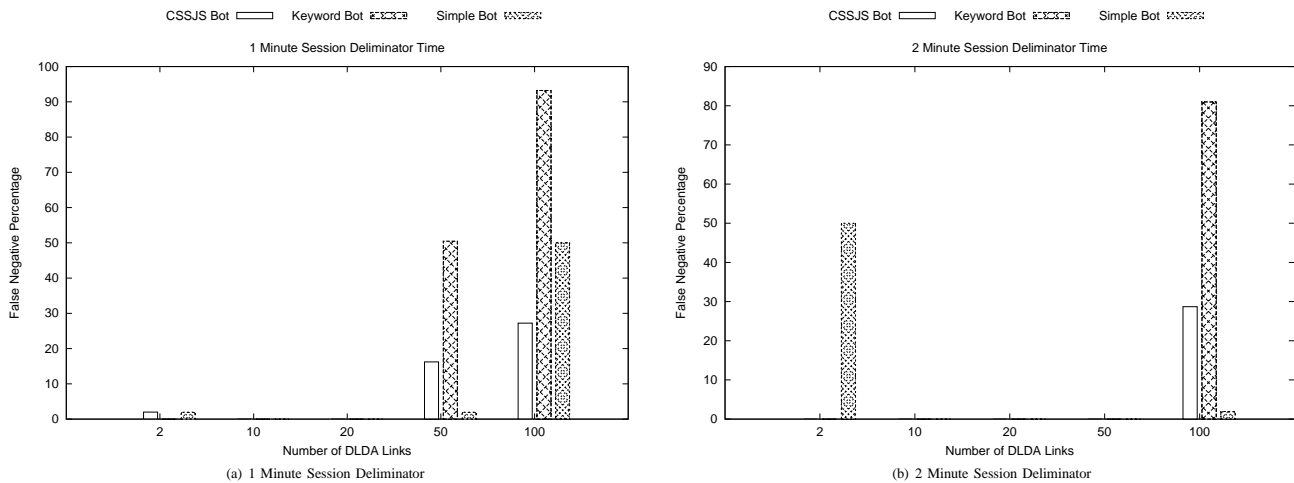 CSSJS Bot Keyword Bot Simple Bot
1 Minute Session Deliminator Time
False Negative Percentage
100
90
80
70
60
50
40
30
20
10
0
2 10 20 50 100
Number of DLDA Links
(a) 1 Minute Session Deliminator
CSSJS Bot Keyword Bot Simple Bot
2 Minute Session Deliminator Time
False Negative Percentage
90
80
70
60
50
40
30
20
10
0
2 10 20 50 100
Number of DLDA Links
(b) 2 Minute Session Deliminator